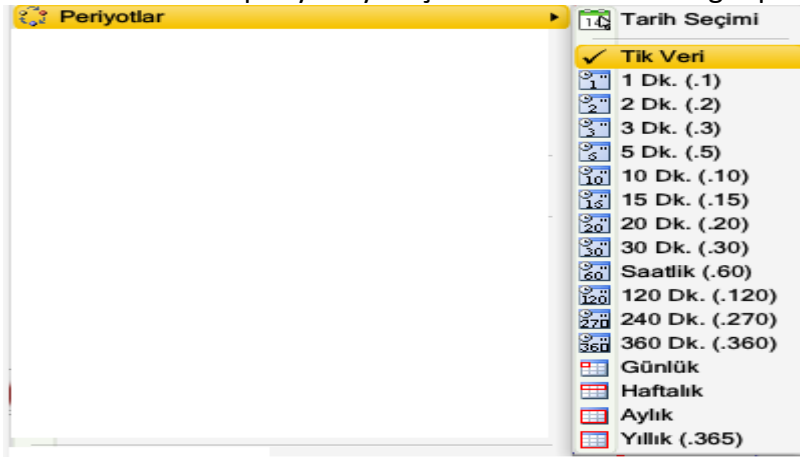 Periyotlar
Tarih Seçimi
Tik Veri
1 Dk. (.1)
2 Dk. (.2)
3 Dk. (.3)
5 Dk. (.5)
10 Dk. (.10)
15 Dk. (.15)
20 Dk. (.20)
30 Dk. (.30)
Saatlik (.60)
120 Dk. (.120)
240 Dk. (.270)
360 Dk. (.360)
Günlük
Haftalık
Aylık
Yıllık (.365)